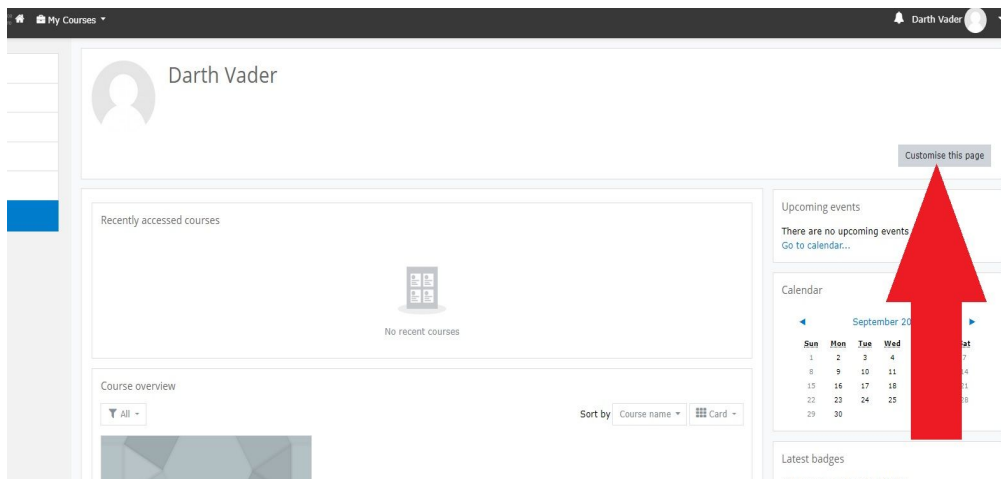 My Courses
Darth Vader
Darth Vader
Customise this page
Recently accessed courses
No recent courses
Course overview
All
Sort by Course name Card
Upcoming events
There are no upcoming events
Go to calendar...
Calendar
September 20
Sun Mon Tue Wed
1 2 3 4 7
8 9 10 11 14
15 16 17 18 21
22 23 24 25 28
29 30
Latest badges